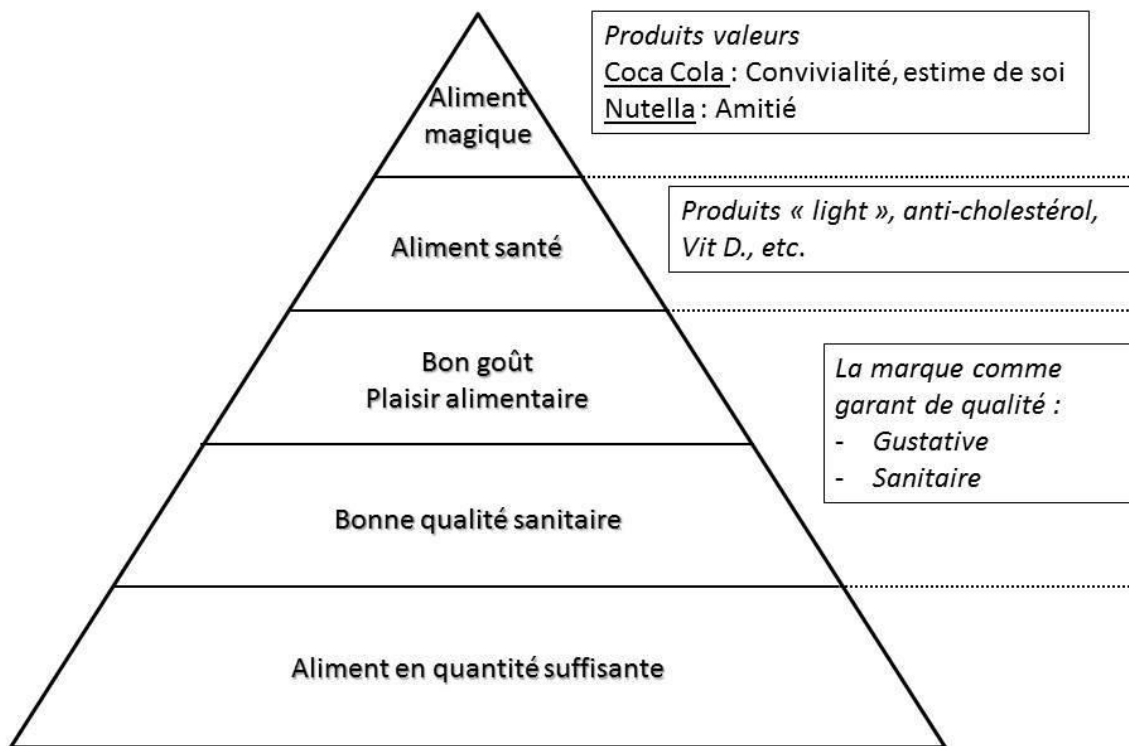 Aliment
magique
Produits valeurs
Coca Cola : Convivialité, estime de soi
Nutella : Amitié
Aliment santé
Produits « light », anti-cholestérol,
Vit D., etc.
Bon goût
Plaisir alimentaire
La marque comme
garant de qualité :
- Gustative
- Sanitaire
Bonne qualité sanitaire
Aliment en quantité suffisante